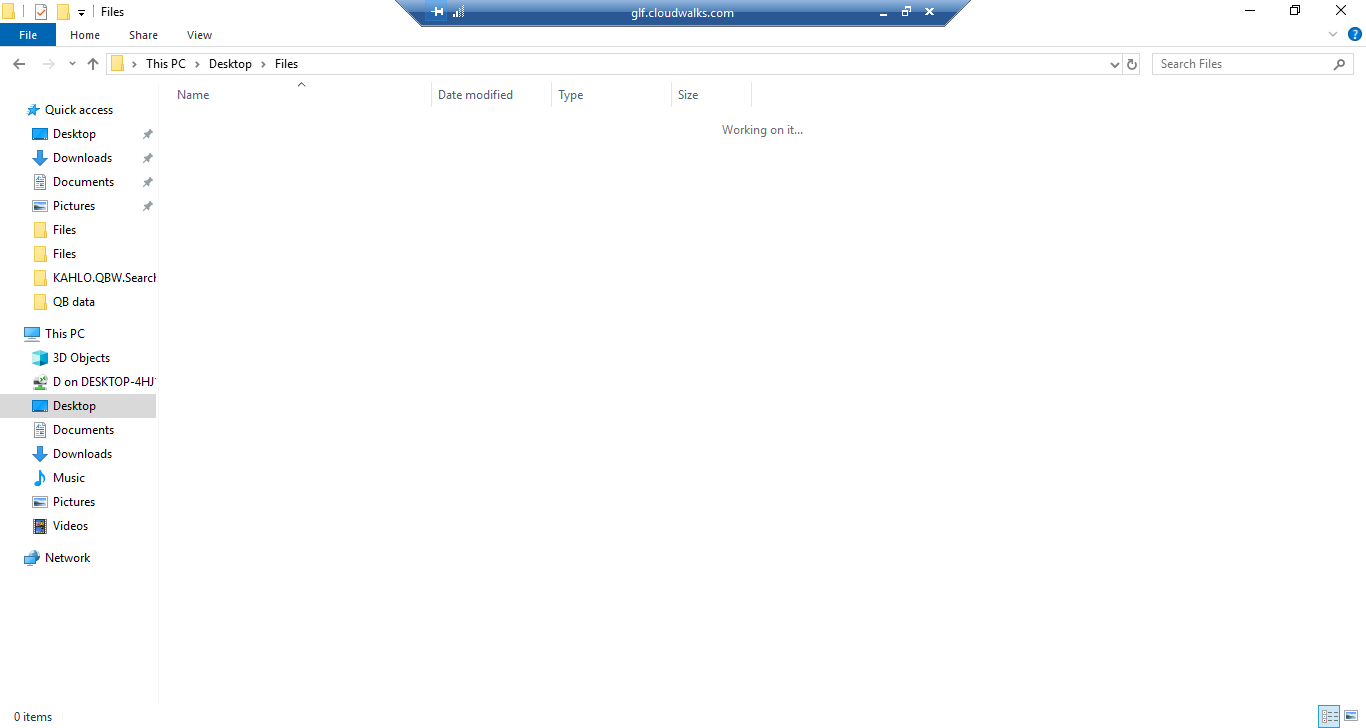 Files
glf.cloudwalks.com
File Home Share View
This PC Desktop Files
Search Files
Name Date modified Type Size
Working on it...
Quick access
Desktop
Downloads
Documents
Pictures
Files
Files
KAHLO.QBW.Search
QB data
This PC
3D Objects
D on DESKTOP-4HJ
Desktop
Documents
Downloads
Music
Pictures
Videos
Network
0 items